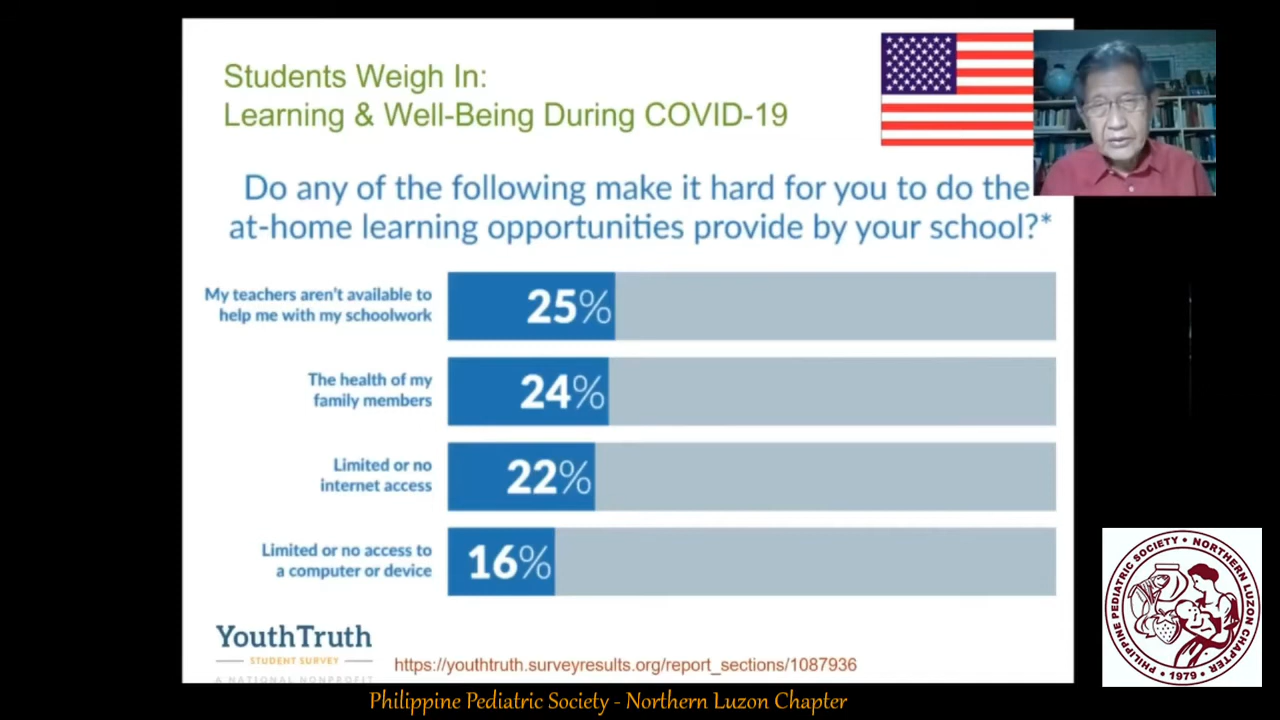 Students Weigh In:
Learning & Well-Being During COVID-19
Do any of the following make it hard for you to do the
at-home learning opportunities provide by your school?*
My teachers aren't available to
help me with my schoolwork
25%
The health of my
family members
24%
Limited or no
internet access
22%
Limited or no access to
a computer or device
16%
YouthTruth
STUDENT SURVEY
A NATIONAL NONPROFIT
https://youthtruth.surveyresults.org/report_sections/1087936
PHILIPPINE PEDIATRIC SOCIETY • NORTHERN LUZON CHAPTER
• 1979 •
Philippine Pediatric Society - Northern Luzon Chapter